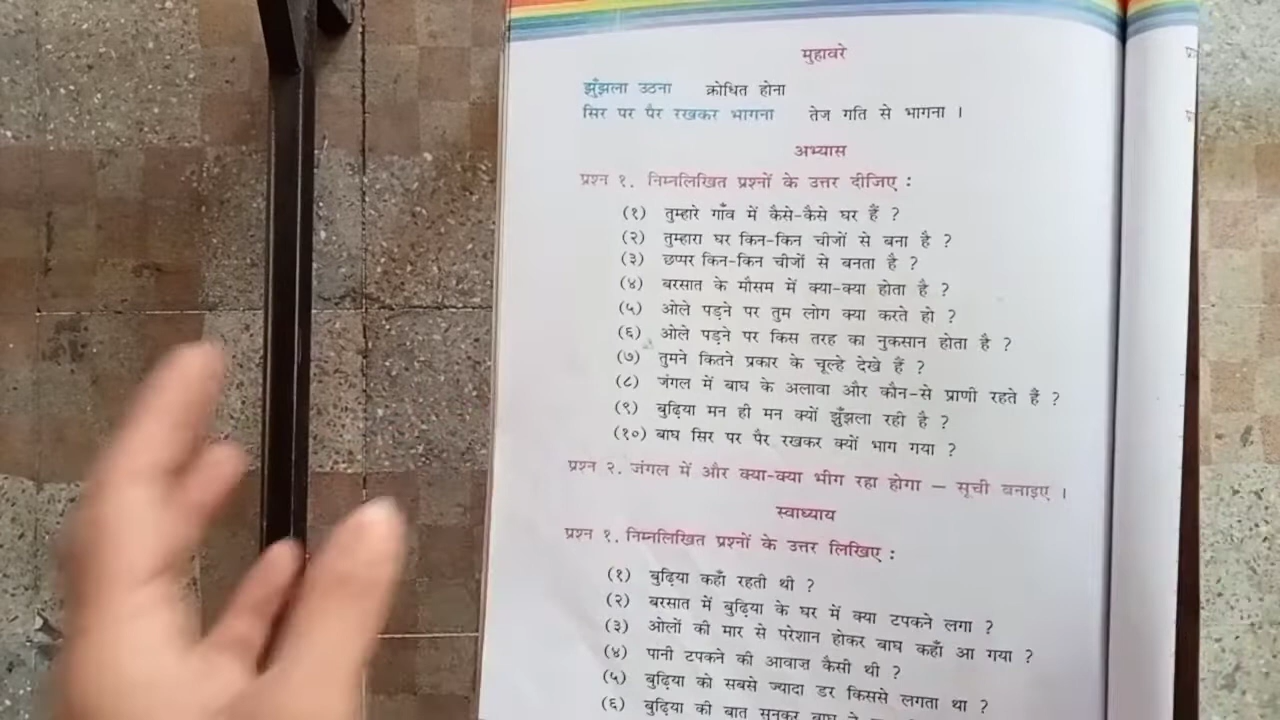 मुहावरे
झुँझला उठना क्रोधित होना
सिर पर पैर रखकर भागना तेज गति से भागना ।
अभ्यास
प्रश्न १. निम्नलिखित प्रश्नों के उत्तर दीजिए :
(१) तुम्हारे गाँव में कैसे-कैसे घर हैं ?
(२) तुम्हारा घर किन-किन चीजों से बना है ?
(३) छप्पर किन-किन चीजों से बनता है ?
(४) बरसात के मौसम में क्या-क्या होता है ?
(५) ओले पड़ने पर तुम लोग क्या करते हो ?
(६) ओले पड़ने पर किस तरह का नुकसान होता है ?
(७) तुमने कितने प्रकार के चूल्हे देखे हैं ?
(८) जंगल में बाघ के अलावा और कौन-से प्राणी रहते हैं ?
(९) बुढ़िया मन ही मन क्यों झुँझला रही है ?
(१०) बाघ सिर पर पैर रखकर क्यों भाग गया ?
प्रश्न २. जंगल में और क्या-क्या भीग रहा होगा – सूची बनाइए ।
स्वाध्याय
प्रश्न १. निम्नलिखित प्रश्नों के उत्तर लिखिए :
(१) बुढ़िया कहाँ रहती थी ?
(२) बरसात में बुढ़िया के घर में क्या टपकने लगा ?
(३) ओलों की मार से परेशान होकर बाघ कहाँ आ गया ?
(४) पानी टपकने की आवाज कैसी थी ?
(५) बुढ़िया को सबसे ज्यादा डर किससे लगता था ?
(६) बुढ़िया की बात सुनकर बाघ ने